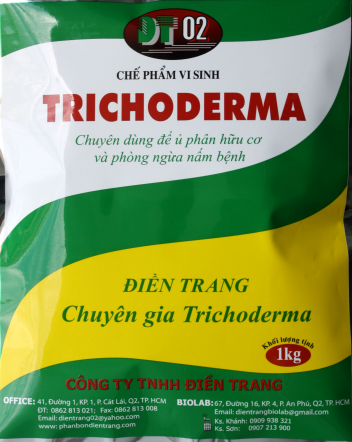 DT 02
CHẾ PHẨM VI SINH
TRICHODERMA
Chuyên dùng để ủ phân hữu cơ
và phòng ngừa nấm bệnh
ĐIỀN TRANG
Chuyên gia Trichoderma
Khối lượng tịnh
1kg
CÔNG TY TNHH ĐIỀN TRANG
OFFICE: 41, Đường 1, KP. 1, P. Cát Lái, Q2, TP. HCM
ĐT: 0862 813 021; Fax: 0862 813 008
Email: dientrang02@yahoo.com
www.phanbondientrang.com
BIOLAB: 67, Đường 16, KP. 4, P. An Phú, Q2, TP. HCM
Email: dientrangbiolab@gmail.com
Ks. Khánh: 0909 938 321
Ks. Sơn: 0907 213 900